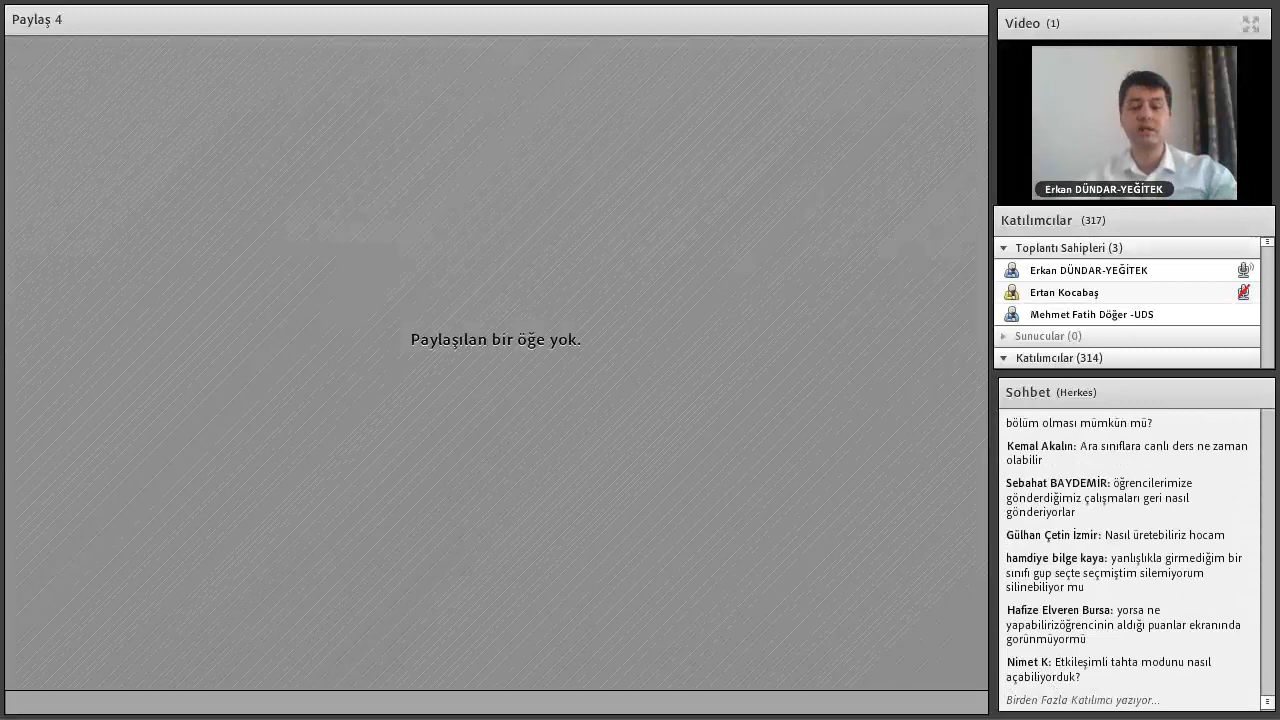 Paylaş 4
Paylaşılan bir öğe yok.
Video (1)
Erkan DÜNDAR-YEĞİTEK
Katılımcılar (317)
Toplantı Sahipleri (3)
Erkan DÜNDAR-YEĞİTEK
Ertan Kocabaş
Mehmet Fatih Döğer -UDS
Sunucular (0)
Katılımcılar (314)
Sohbet (Herkes)
bölüm olması mümkün mü?
Kemal Akalın: Ara sınıflara canlı ders ne zaman
olabilir
Sebahat BAYDEMİR: öğrencilerimize
gönderdiğimiz çalışmaları geri nasıl
gönderiyorlar
Gülhan Çetin İzmir: Nasıl üretebiliriz hocam
hamdiye bilge kaya: yanlışlıkla girmediğim bir
sınıfı gup seçte seçmiştim silemiyorum
silinebiliyor mu
Hafize Elveren Bursa: yorsa ne
yapabilirizöğrencinin aldığı puanlar ekranında
gorünmüyormü
Nimet K: Etkileşimli tahta modunu nasıl
açabiliyorduk?
Birden Fazla Katılımcı yazıyor...